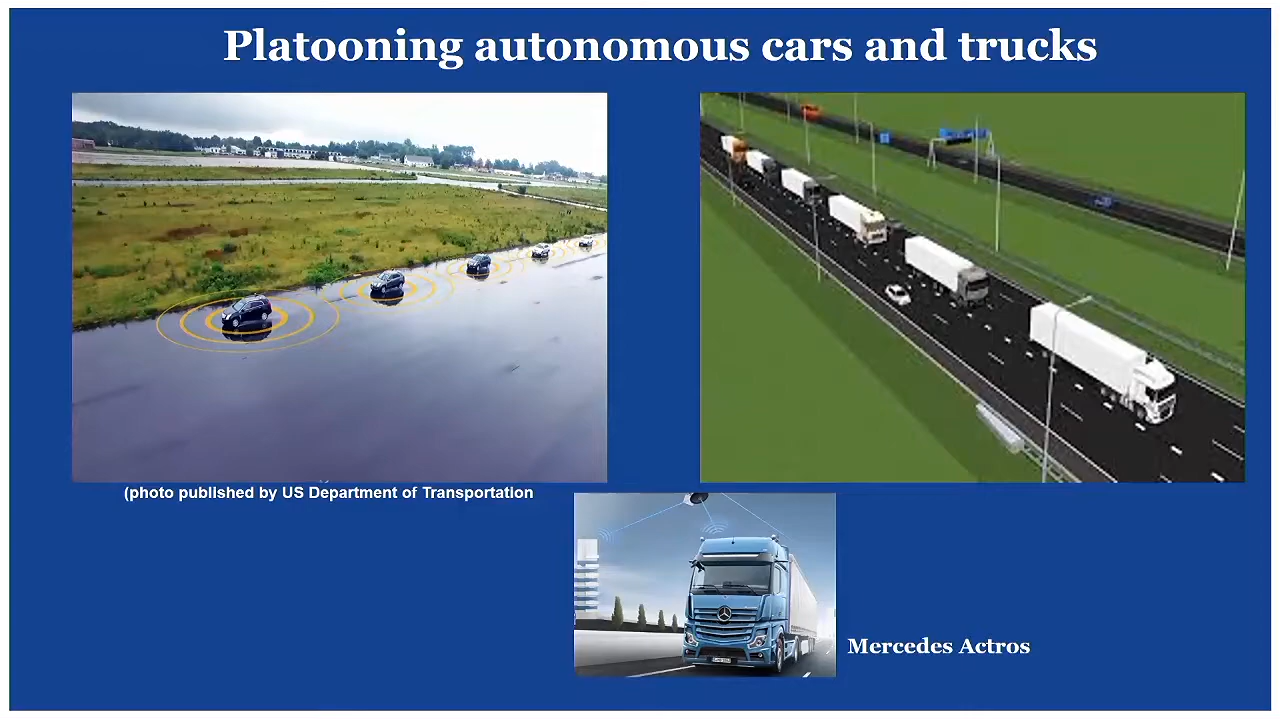 Platooning autonomous cars and trucks
(photo published by US Department of Transportation
Mercedes Actros